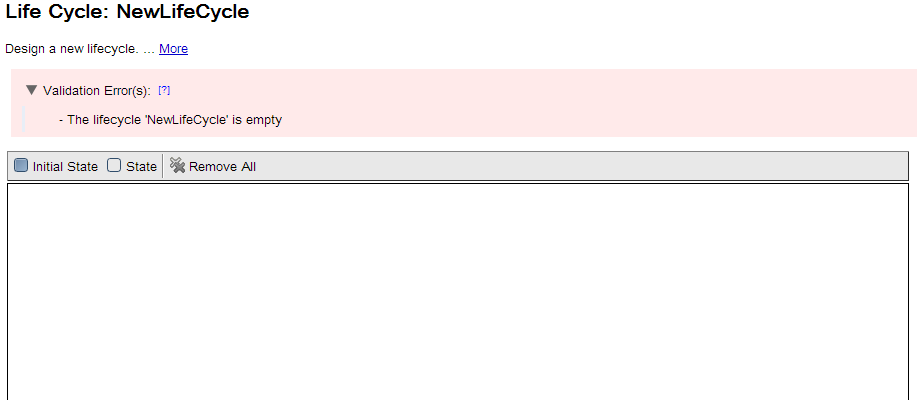 Life Cycle: NewLifeCycle
Design a new lifecycle. ... More
Validation Error(s): [?]
- The lifecycle 'NewLifeCycle' is empty
Initial State State Remove All